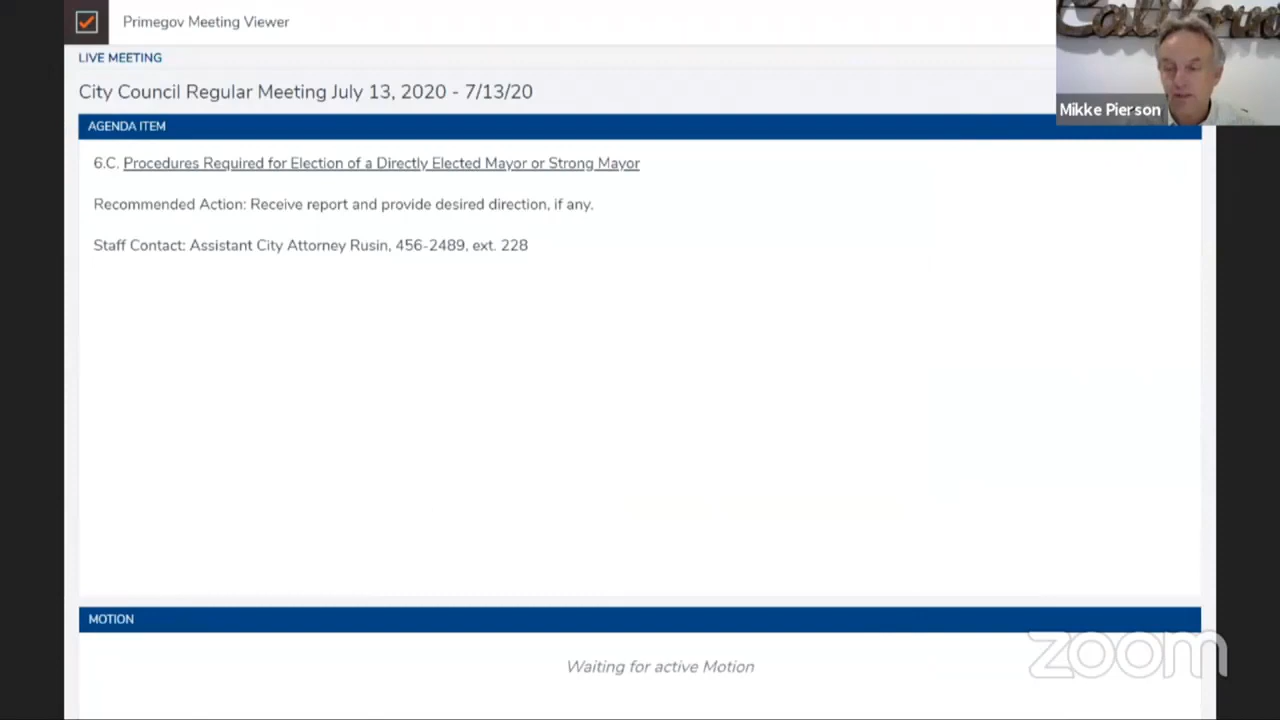 Primegov Meeting Viewer
LIVE MEETING
City Council Regular Meeting July 13, 2020 - 7/13/20
AGENDA ITEM
6.C. Procedures Required for Election of a Directly Elected Mayor or Strong Mayor
Recommended Action: Receive report and provide desired direction, if any.
Staff Contact: Assistant City Attorney Rusin, 456-2489, ext. 228
Mikke Pierson
MOTION
Waiting for active Motion
zoom